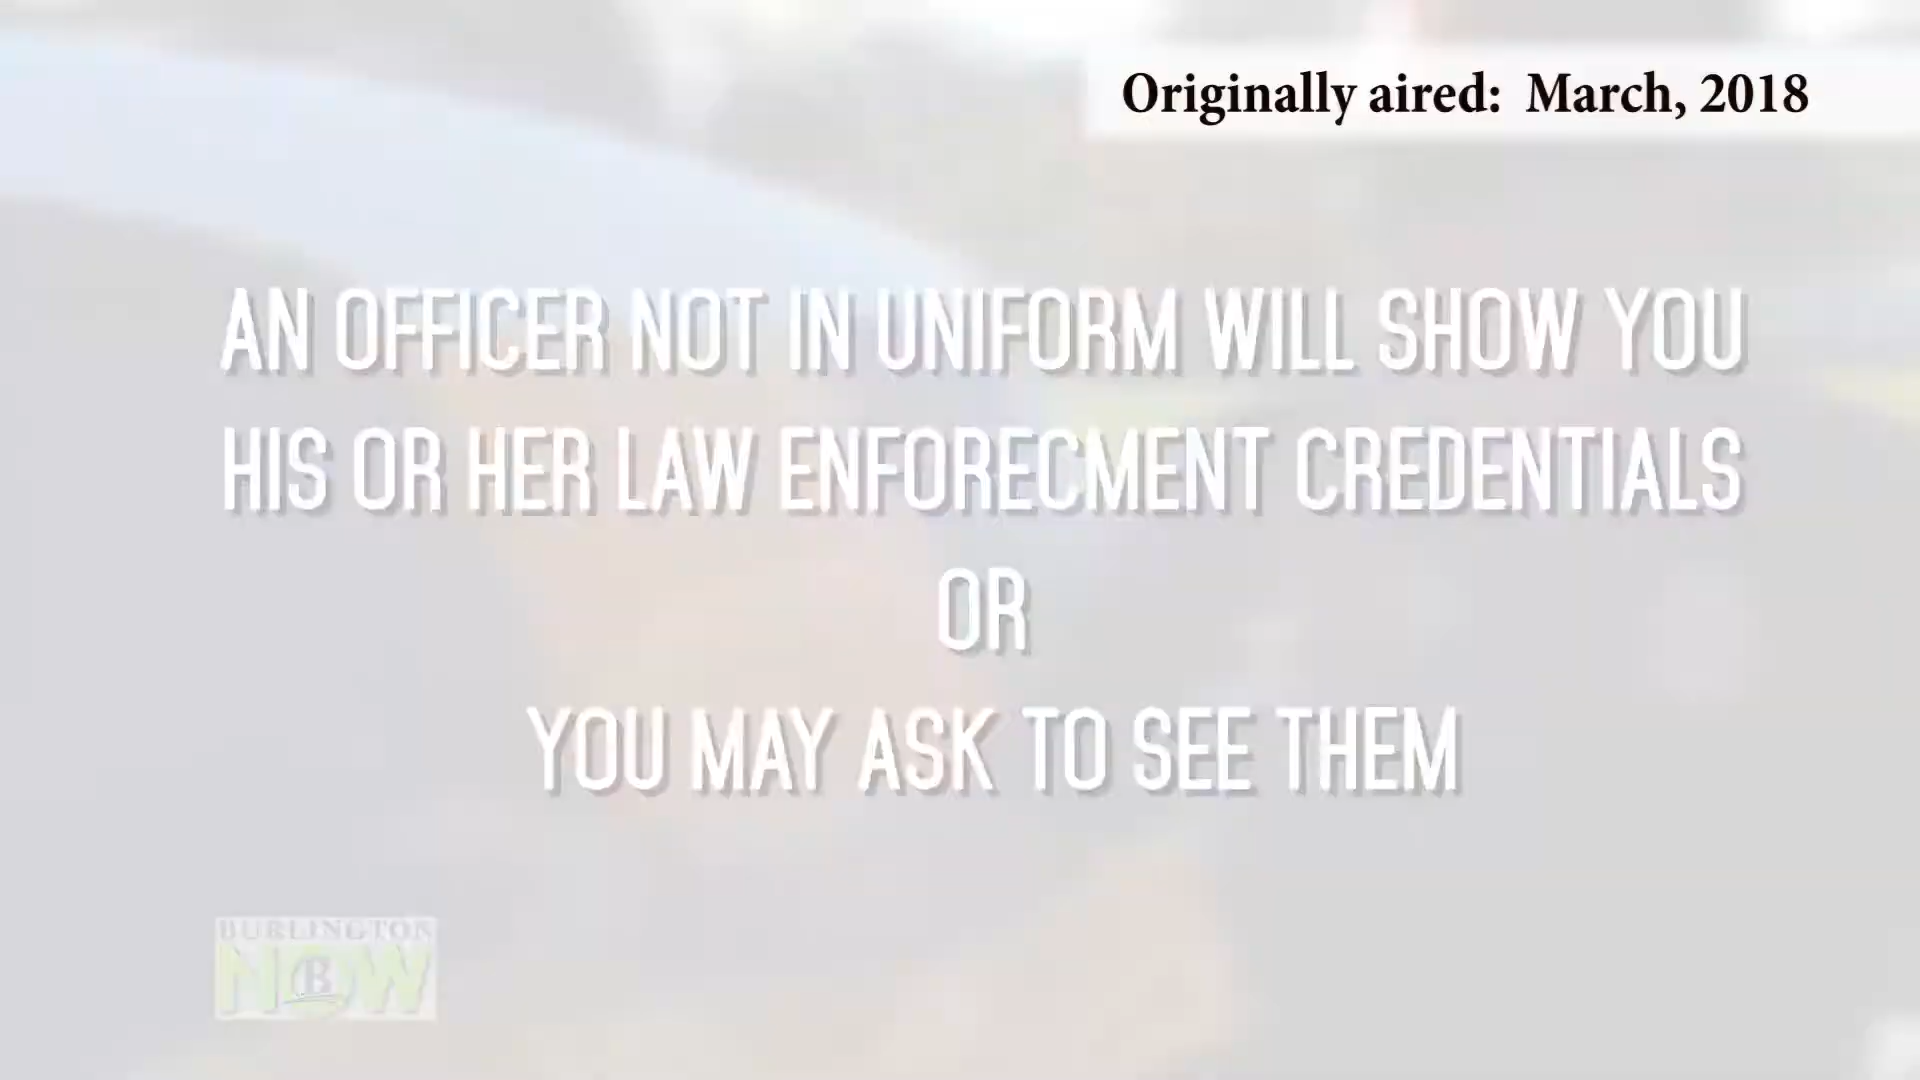 Originally aired: March, 2018
AN OFFICER NOT IN UNIFORM WILL SHOW YOU
HIS OR HER LAW ENFORECMENT CREDENTIALS
OR
YOU MAY ASK TO SEE THEM
BURLINGTON
NOW
B